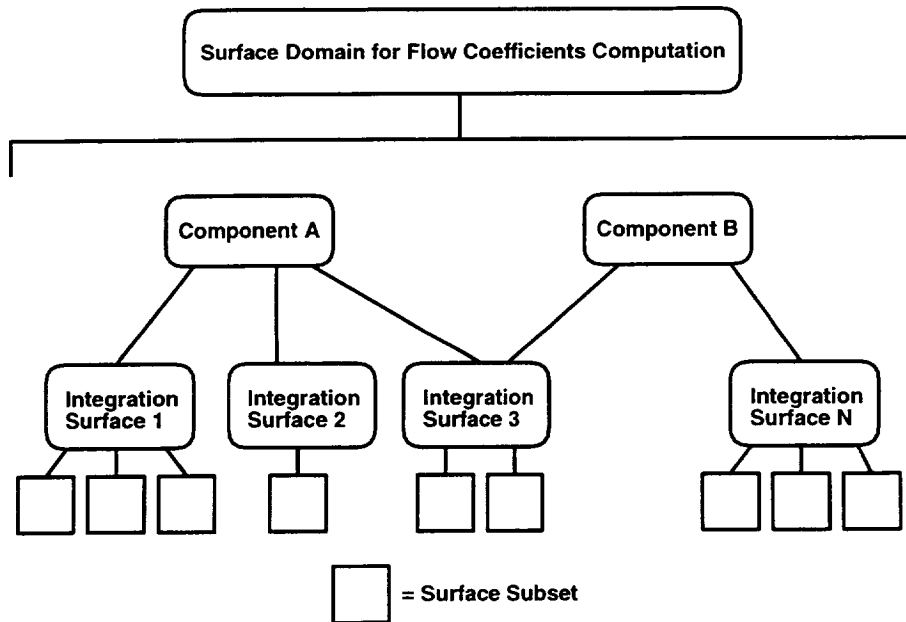 Surface Domain for Flow Coefficients Computation
Component A
Component B
Integration
Surface 1
Integration
Surface 2
Integration
Surface 3
Integration
Surface N
= Surface Subset